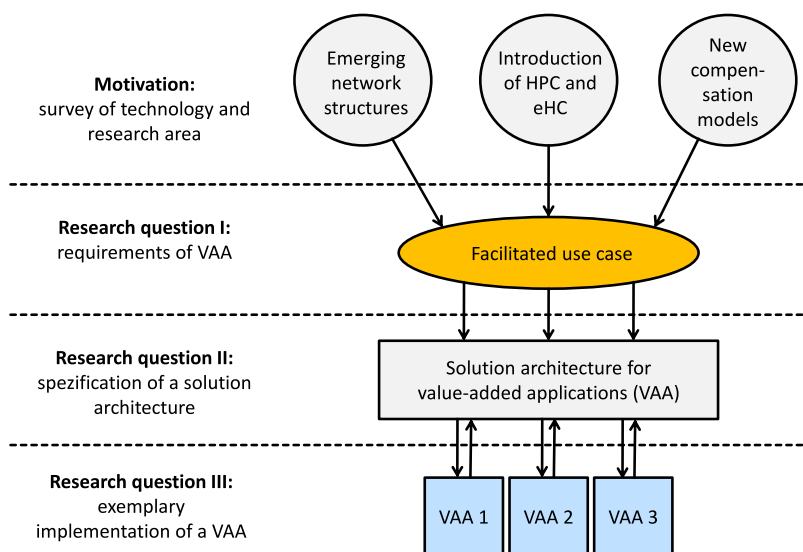 Motivation:
survey of technology and
research area
Emerging
network
structures
Introduction
of HPC and
eHC
New
compen-
sation
models
Research question I:
requirements of VAA
Facilitated use case
Research question II:
spezification of a solution
architecture
Solution architecture for
value-added applications (VAA)
Research question III:
exemplary
implementation of a VAA
VAA 1
VAA 2
VAA 3